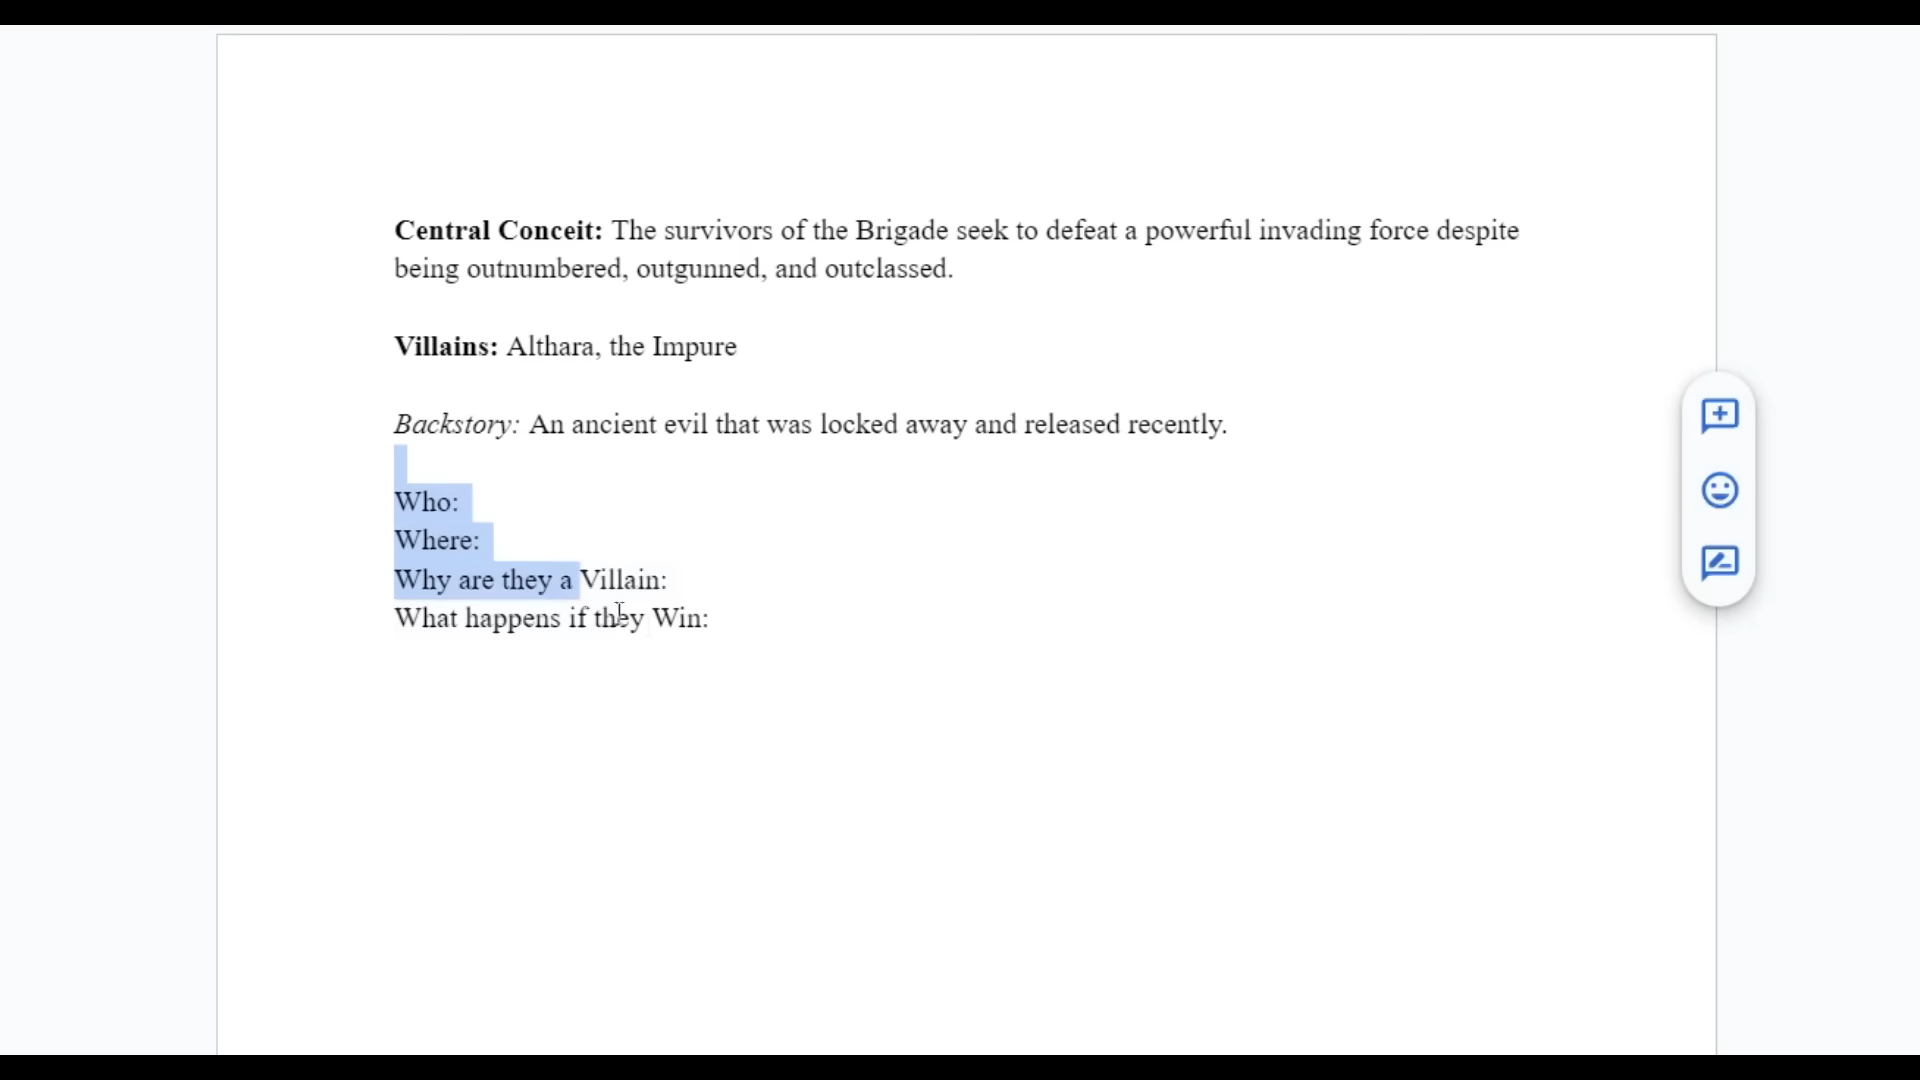 Central Conceit: The survivors of the Brigade seek to defeat a powerful invading force despite
being outnumbered, outgunned, and outclassed.
Villains: Althara, the Impure
Backstory: An ancient evil that was locked away and released recently.
Who:
Where:
Why are they a Villain:
What happens if they Win: